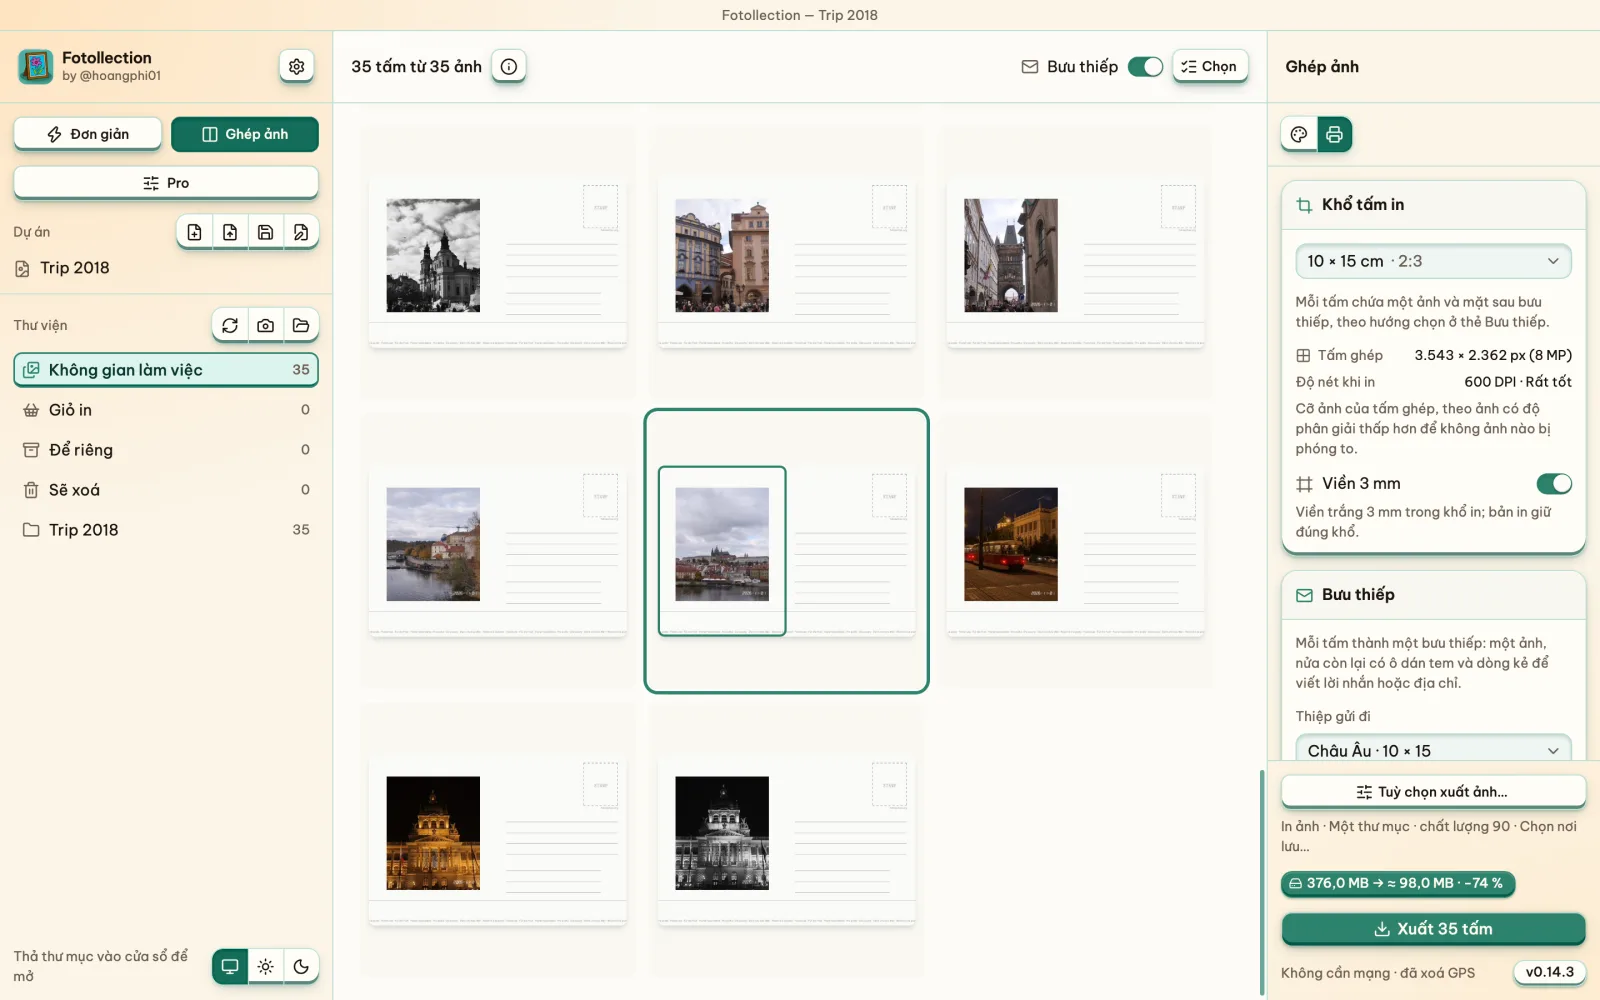 Fotollection — Trip 2018
Fotollection
by @hoangphi01
Đơn giản
Ghép ảnh
Pro
Dự án
Trip 2018
Thư viện
Không gian làm việc 35
Giỏ in 0
Để riêng 0
Sẽ xoá 0
Trip 2018 35
Thả thư mục vào cửa sổ để
mở
35 tấm từ 35 ảnh
Bưu thiếp
Chọn
STAMP
STAMP
STAMP
STAMP
STAMP
STAMP
STAMP
STAMP
Ghép ảnh
Khổ tấm in
10 × 15 cm · 2:3
Mỗi tấm chứa một ảnh và mặt sau bưu
thiếp, theo hướng chọn ở thẻ Bưu thiếp.
Tấm ghép 3.543 × 2.362 px (8 MP)
Độ nét khi in 600 DPI · Rất tốt
Cỡ ảnh của tấm ghép, theo ảnh có độ
phân giải thấp hơn để không ảnh nào bị
phóng to.
Viền 3 mm
Viền trắng 3 mm trong khổ in; bản in giữ
đúng khổ.
Bưu thiếp
Mỗi tấm thành một bưu thiếp: một ảnh,
nửa còn lại có ô dán tem và dòng kẻ để
viết lời nhắn hoặc địa chỉ.
Thiệp gửi đi
Châu Âu · 10 × 15
Tuỳ chọn xuất ảnh...
In ảnh · Một thư mục · chất lượng 90 · Chọn nơi
lưu...
376,0 MB → ≈ 98,0 MB · −74 %
Xuất 35 tấm
Không cần mạng · đã xoá GPS
v0.14.3